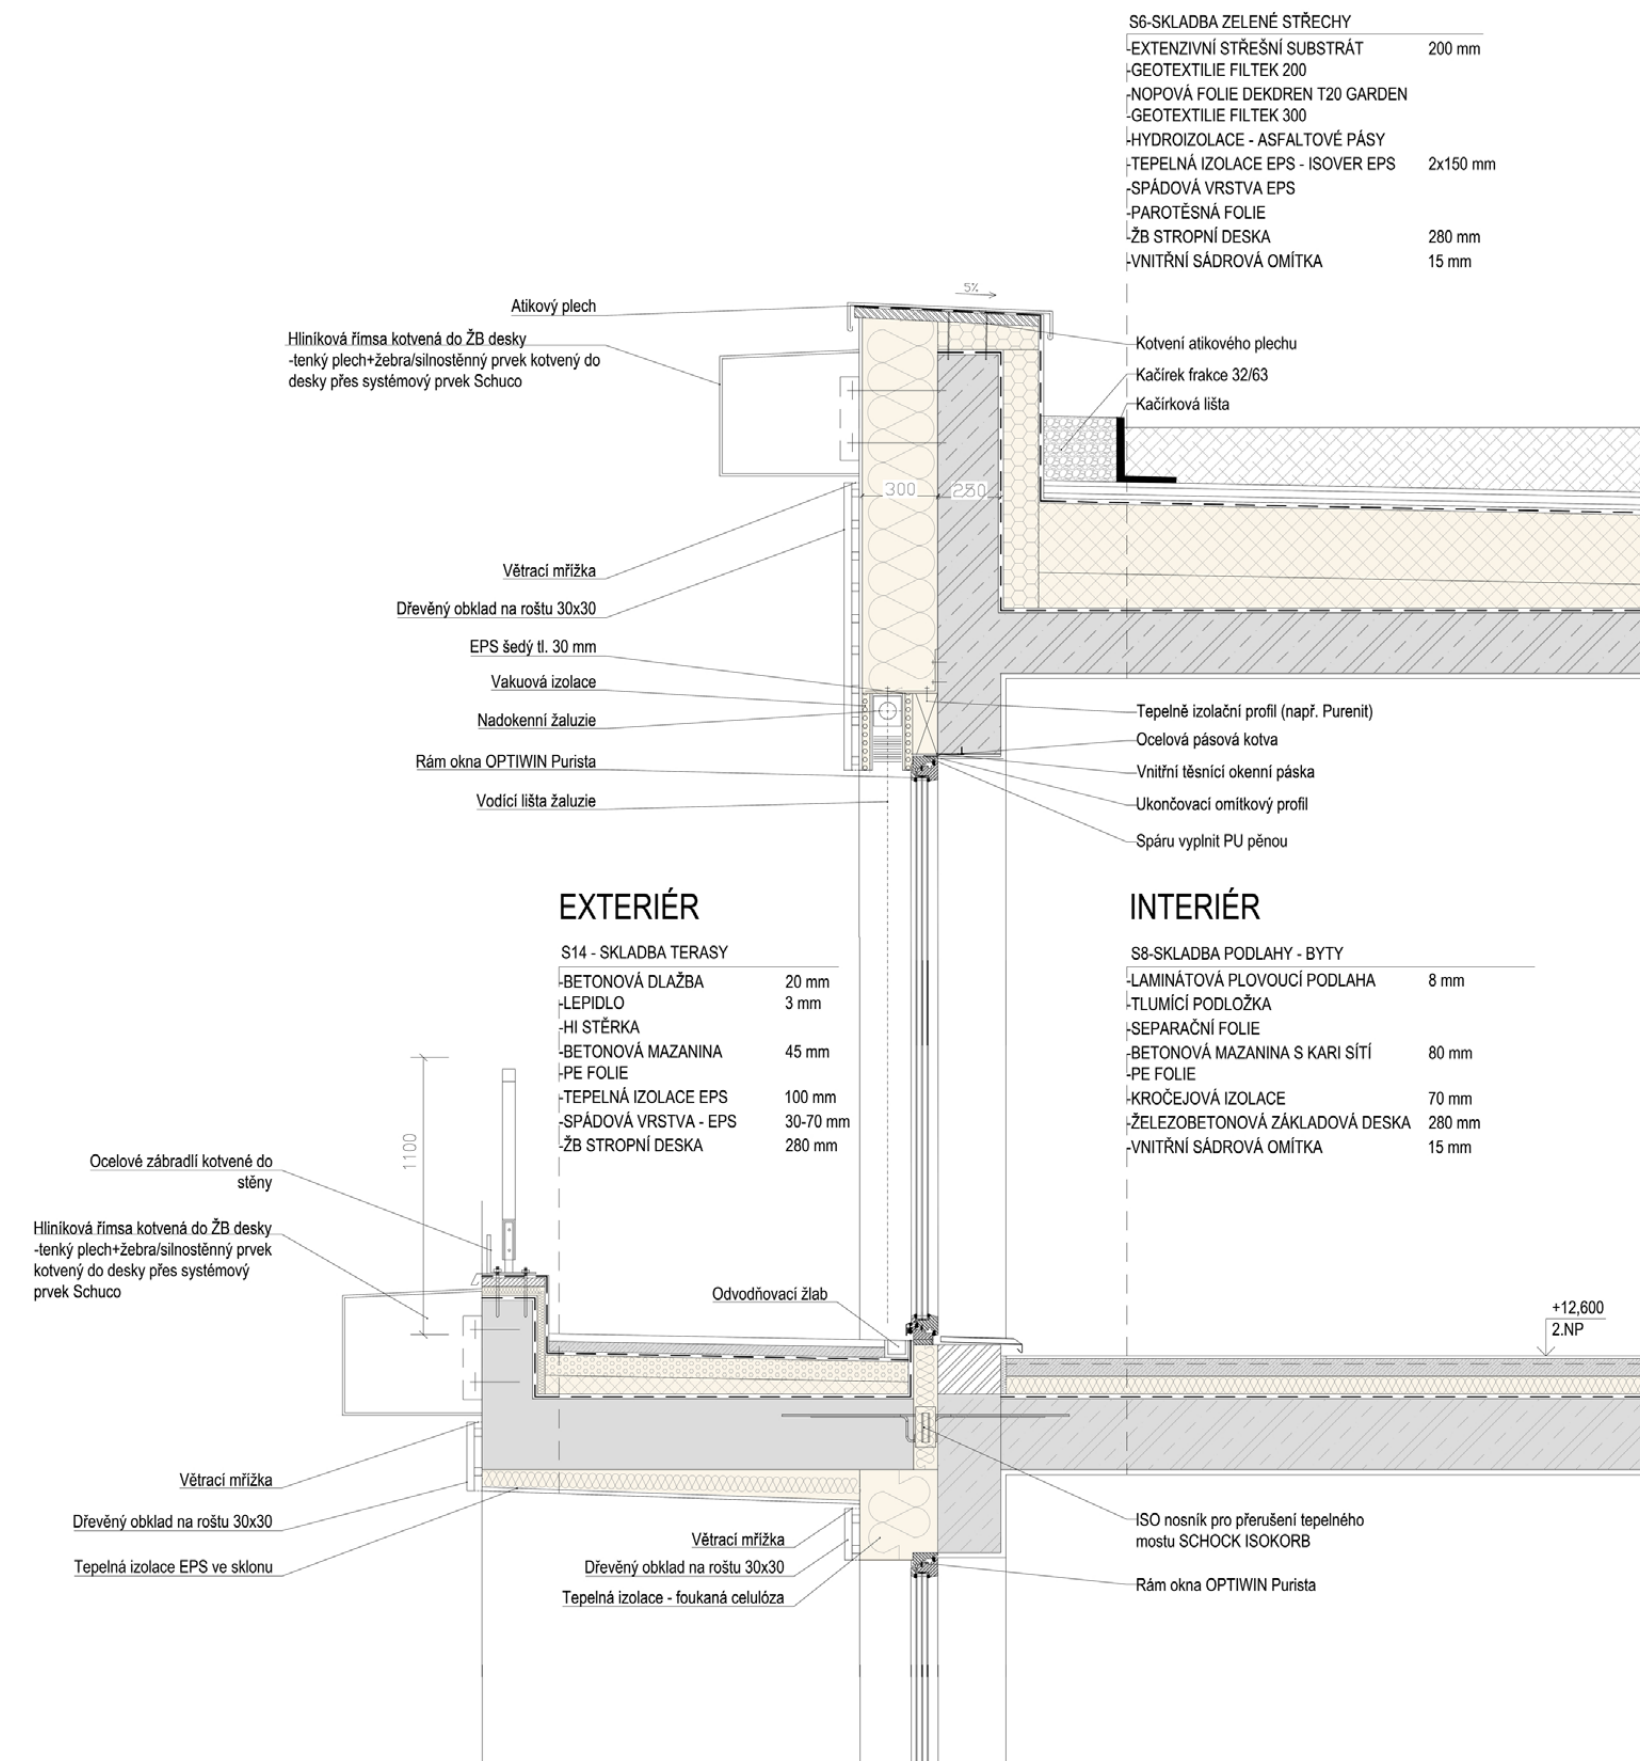 S6-SKLADBA ZELENÉ STŘECHY
-EXTENZIVNÍ STŘEŠNÍ SUBSTRÁT 200 mm
-GEOTEXTILIE FILTEK 200
-NOPOVÁ FOLIE DEKDREN T20 GARDEN
-GEOTEXTILIE FILTEK 300
-HYDROIZOLACE - ASFALTOVÉ PÁSY
-TEPELNÁ IZOLACE EPS - ISOVER EPS 2x150 mm
-SPÁDOVÁ VRSTVA EPS
-PAROTĚSNÁ FOLIE
-ŽB STROPNÍ DESKA 280 mm
-VNITŘNÍ SÁDROVÁ OMÍTKA 15 mm
5%
Atikový plech
Hliníková římsa kotvená do ŽB desky
-tenký plech+žebra/silnostěnný prvek kotvený do
desky přes systémový prvek Schuco
Kotvení atikového plechu
Kačírek frakce 32/63
Kačírková lišta
300
250
Větrací mřížka
Dřevěný obklad na roštu 30x30
EPS šedý tl. 30 mm
Vakuová izolace
Nadokenní žaluzie
Rám okna OPTIWIN Purista
Vodící lišta žaluzie
Tepelně izolační profil (např. Purenit)
Ocelová pásová kotva
Vnitřní těsnící okenní páska
Ukončovací omítkový profil
Spáru vyplnit PU pěnou
EXTERIÉR
S14 - SKLADBA TERASY
-BETONOVÁ DLAŽBA 20 mm
-LEPIDLO 3 mm
-HI STĚRKA
-BETONOVÁ MAZANINA 45 mm
-PE FOLIE
-TEPELNÁ IZOLACE EPS 100 mm
-SPÁDOVÁ VRSTVA - EPS 30-70 mm
-ŽB STROPNÍ DESKA 280 mm
INTERIÉR
S8-SKLADBA PODLAHY - BYTY
-LAMINÁTOVÁ PLOVOUCÍ PODLAHA 8 mm
-TLUMÍCÍ PODLOŽKA
-SEPARAČNÍ FOLIE
-BETONOVÁ MAZANINA S KARI SÍTÍ 80 mm
-PE FOLIE
-KROČEJOVÁ IZOLACE 70 mm
-ŽELEZOBETONOVÁ ZÁKLADOVÁ DESKA 280 mm
-VNITŘNÍ SÁDROVÁ OMÍTKA 15 mm
1100
Ocelové zábradlí kotvené do
stěny
Hliníková římsa kotvená do ŽB desky
-tenký plech+žebra/silnostěnný prvek
kotvený do desky přes systémový
prvek Schuco
Odvodňovací žlab
+12,600
2.NP
Větrací mřížka
Dřevěný obklad na roštu 30x30
Tepelná izolace EPS ve sklonu
Větrací mřížka
Dřevěný obklad na roštu 30x30
Tepelná izolace - foukaná celulóza
ISO nosník pro přerušení tepelného
mostu SCHOCK ISOKORB
Rám okna OPTIWIN Purista